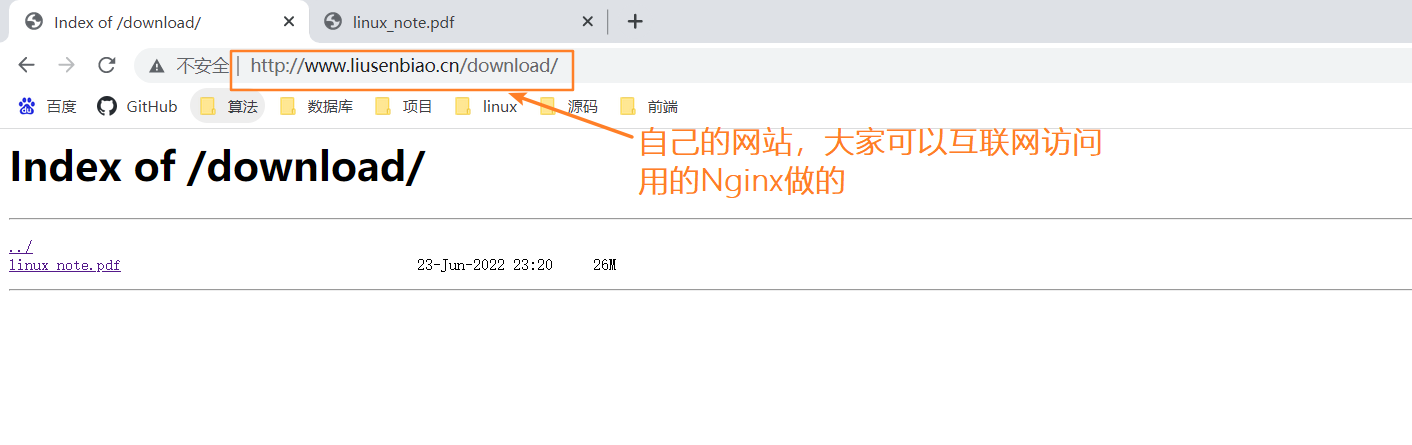 Index of /download/
linux_note.pdf
不安全 | http://www.liusenbiao.cn/download/
百度 GitHub 算法 数据库 项目 linux 源码 前端
自己的网站，大家可以互联网访问
用的Nginx做的
Index of /download/
../
linux_note.pdf 23-Jun-2022 23:20 26M